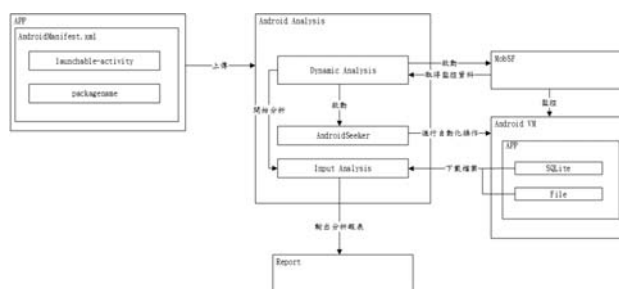 APP
AndroidManifest.xml
launchable-activity
packagename
上傳
Android Analysis
Dynamic Analysis
開始分析
啟動
AndroidSeeker
Input Analysis
啟動
取得監控資料
MobSF
監控
進行自動化操作
Android VM
APP
SQLite
File
下載檔案
輸出分析報表
Report